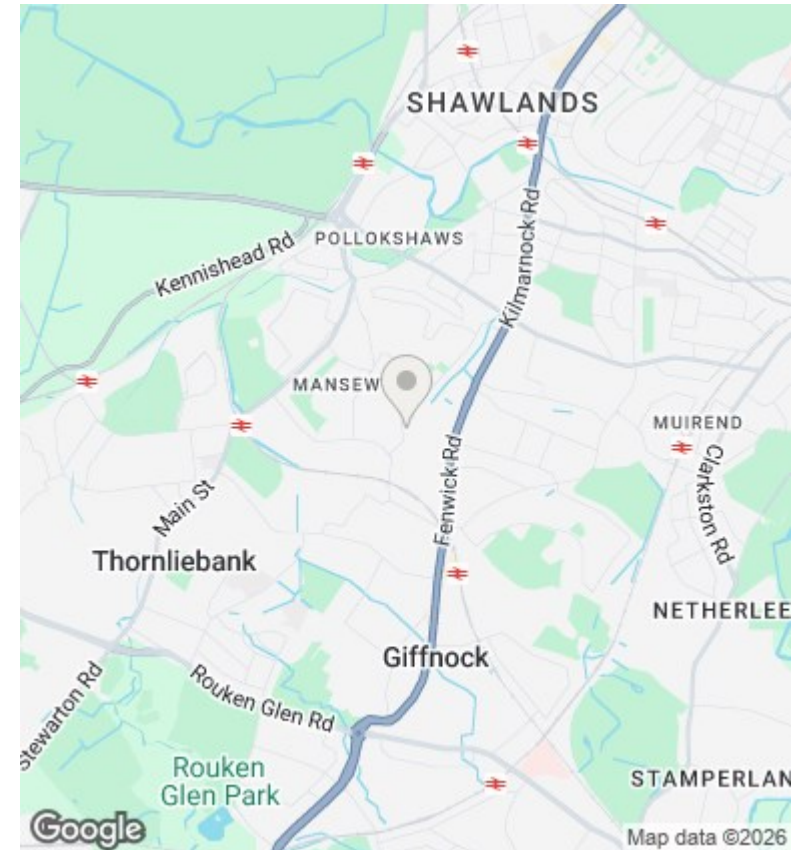 SHAWLANDS
POLLOKSHAWS
Kennishead Rd
Kilmarnock Rd
MANSEW
MUIREND
Clarkston Rd
Fenwick Rd
Main St
Thornliebank
NETHERLEE
Giffnock
Stewarton Rd
Rouken Glen Rd
Rouken
Glen Park
STAMPERLAN
Google
Map data ©2026